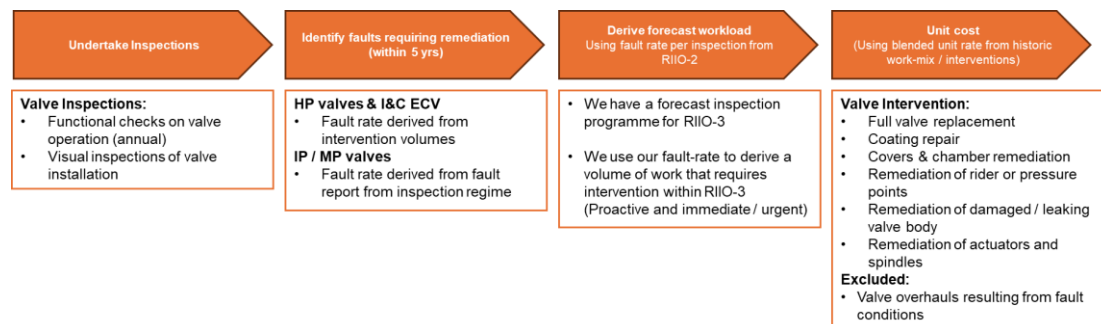 Undertake Inspections
Valve Inspections:
• Functional checks on valve
operation (annual)
• Visual inspections of valve
installation
Identify faults requiring remediation
(within 5 yrs)
HP valves & I&C ECV
• Fault rate derived from
intervention volumes
IP / MP valves
• Fault rate derived from fault
report from inspection regime
Derive forecast workload
Using fault rate per inspection from
RIIO-2
• We have a forecast inspection
programme for RIIO-3
• We use our fault-rate to derive a
volume of work that requires
intervention within RIIO-3
(Proactive and immediate / urgent)
Unit cost
(Using blended unit rate from historic
work-mix / interventions)
Valve Intervention:
• Full valve replacement
• Coating repair
• Covers & chamber remediation
• Remediation of rider or pressure
points
• Remediation of damaged / leaking
valve body
• Remediation of actuators and
spindles
Excluded:
• Valve overhauls resulting from fault
conditions